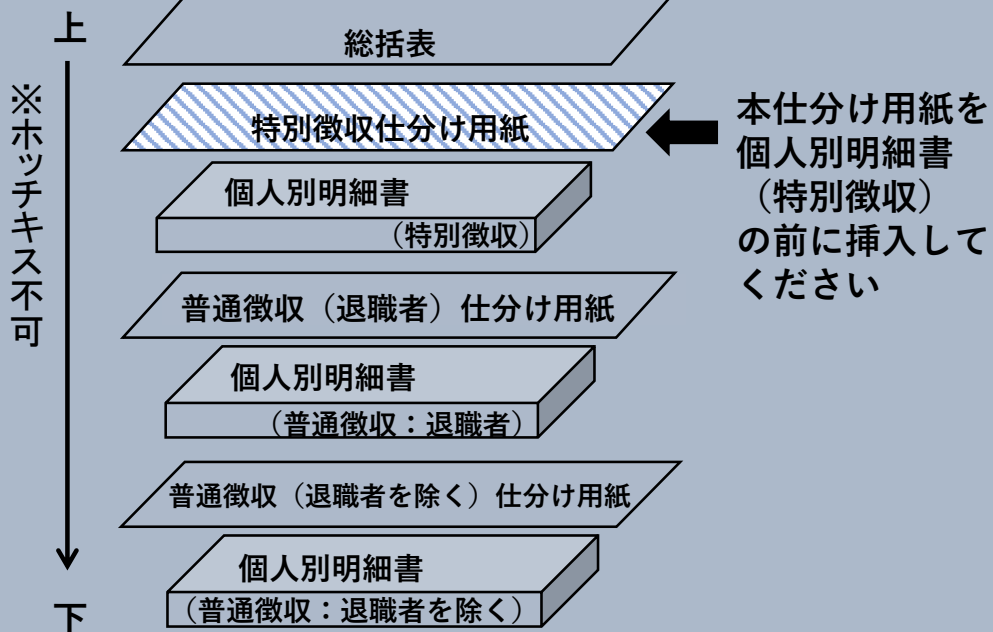 上
※ホッチキス不可
下
総括表
特別徴収仕分け用紙
個人別明細書
（特別徴収）
普通徴収（退職者）仕分け用紙
個人別明細書
（普通徴収：退職者）
普通徴収（退職者を除く）仕分け用紙
個人別明細書
（普通徴収：退職者を除く）
本仕分け用紙を
個人別明細書
（特別徴収）
の前に挿入して
ください